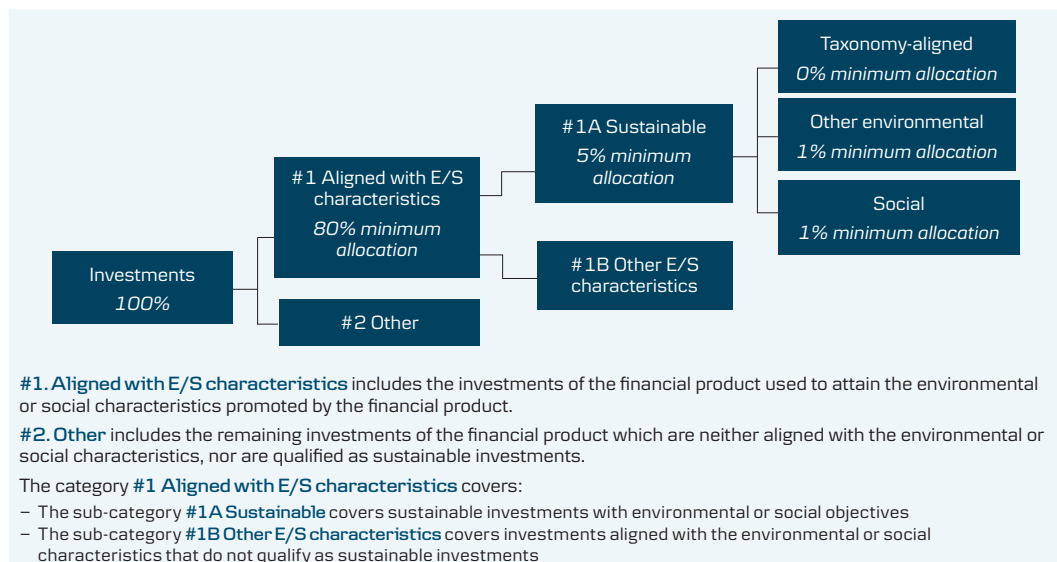 Taxonomy-aligned
0% minimum allocation
Other environmental
1% minimum allocation
Social
1% minimum allocation
#1A Sustainable
5% minimum
allocation
#1B Other E/S
characteristics
#1 Aligned with E/S
characteristics
80% minimum
allocation
#2 Other
Investments
100%
#1. Aligned with E/S characteristics includes the investments of the financial product used to attain the environmental
or social characteristics promoted by the financial product.
#2. Other includes the remaining investments of the financial product which are neither aligned with the environmental or
social characteristics, nor are qualified as sustainable investments.
The category #1 Aligned with E/S characteristics covers:
– The sub-category #1A Sustainable covers sustainable investments with environmental or social objectives
– The sub-category #1B Other E/S characteristics covers investments aligned with the environmental or social
characteristics that do not qualify as sustainable investments